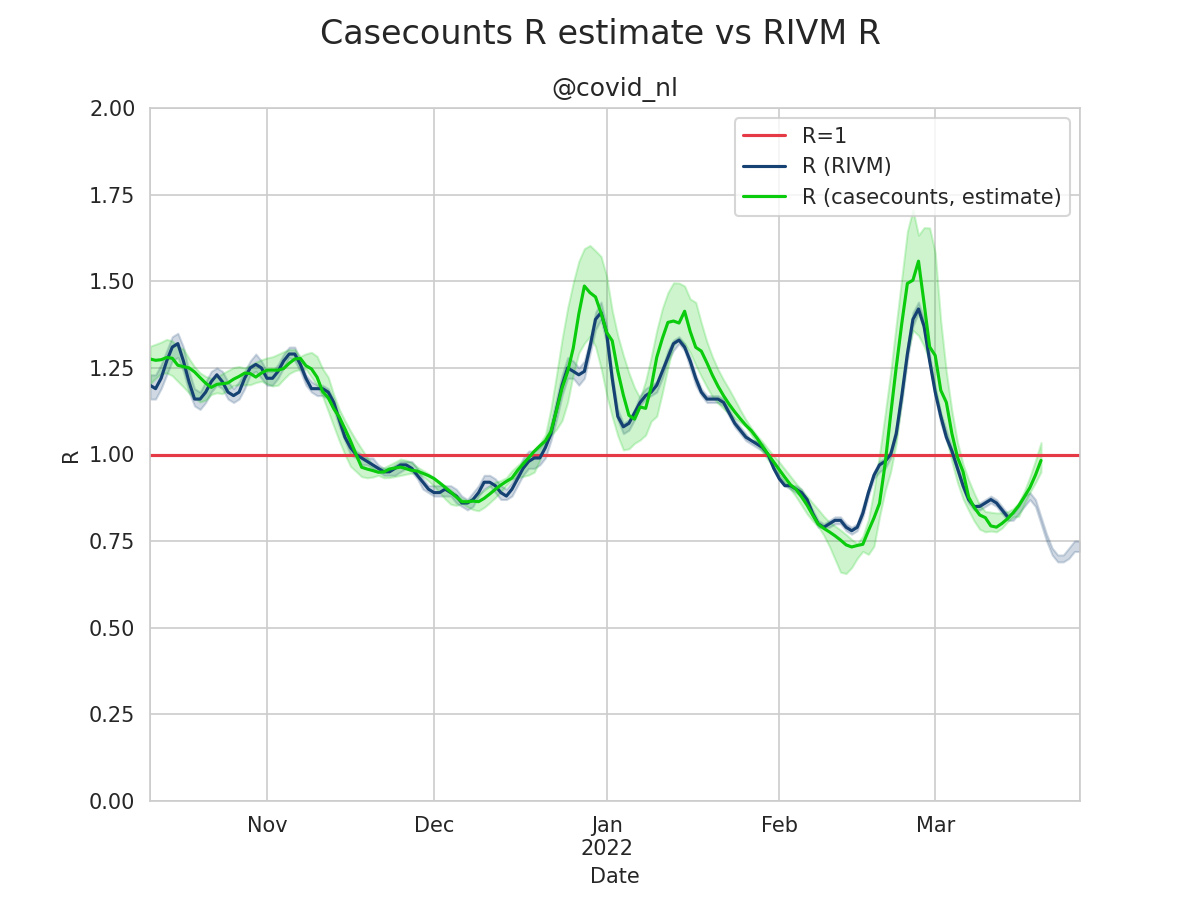 Casecounts R estimate vs RIVM R
@covid_nl
R=1
R (RIVM)
R (casecounts, estimate)
2.00
1.75
1.50
1.25
1.00
0.75
0.50
0.25
0.00
R
Nov
Dec
Jan
2022
Feb
Mar
Date